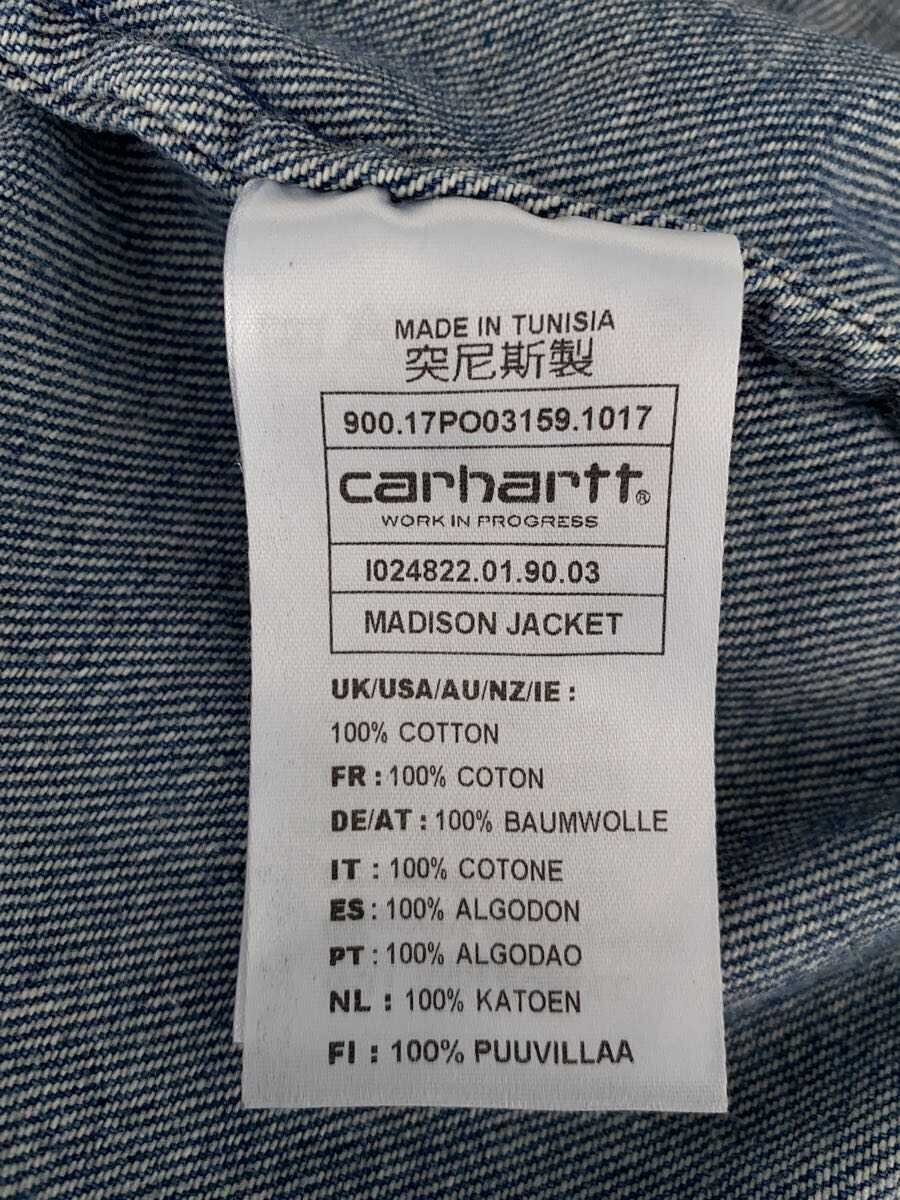 MADE IN TUNISIA
突尼斯製
900.17PO03159.1017
carhartt®
WORK IN PROGRESS
I024822.01.90.03
MADISON JACKET
UK/USA/AU/NZ/IE :
100% COTTON
FR : 100% COTON
DE/AT : 100% BAUMWOLLE
IT : 100% COTONE
ES : 100% ALGODON
PT : 100% ALGODAO
NL : 100% KATOEN
FI : 100% PUUVILLAA